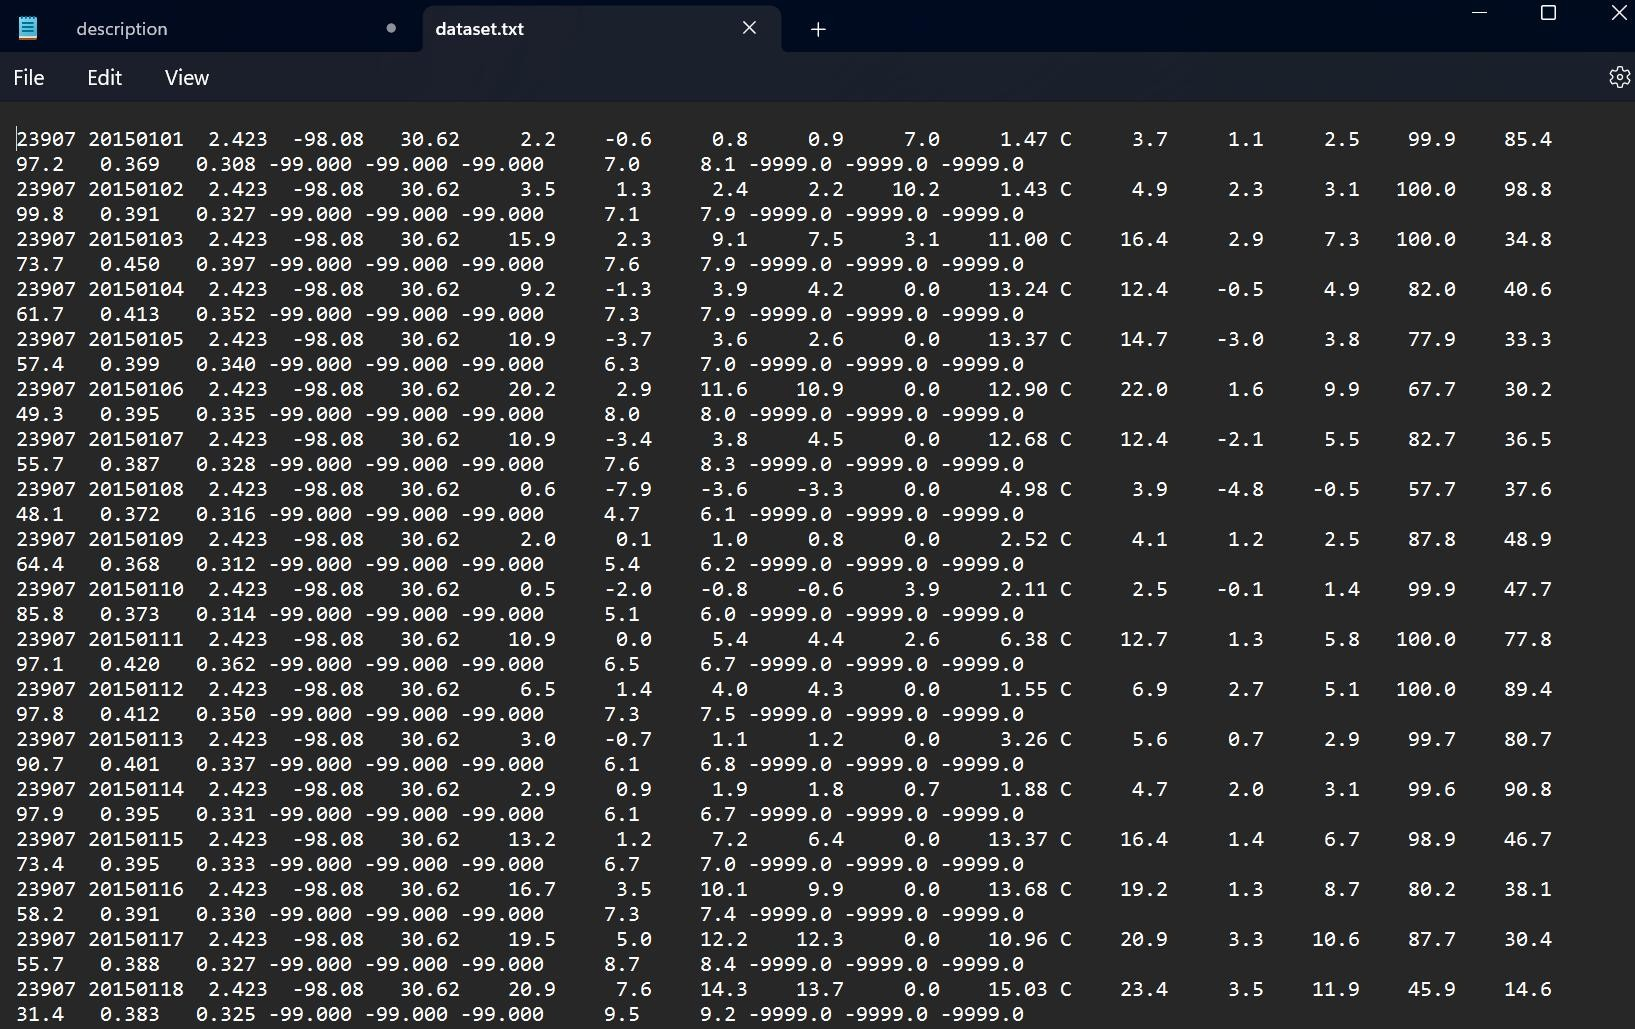 description
dataset.txt
File Edit View
23907 20150101 2.423 -98.08 30.62 2.2 -0.6 0.8 0.9 7.0 1.47 C 3.7 1.1 2.5 99.9 85.4
97.2 0.369 0.308 -99.000 -99.000 -99.000 7.0 8.1 -9999.0 -9999.0 -9999.0
23907 20150102 2.423 -98.08 30.62 3.5 1.3 2.4 2.2 10.2 1.43 C 4.9 2.3 3.1 100.0 98.8
99.8 0.391 0.327 -99.000 -99.000 -99.000 7.1 7.9 -9999.0 -9999.0 -9999.0
23907 20150103 2.423 -98.08 30.62 15.9 2.3 9.1 7.5 3.1 11.00 C 16.4 2.9 7.3 100.0 34.8
73.7 0.450 0.397 -99.000 -99.000 -99.000 7.6 7.9 -9999.0 -9999.0 -9999.0
23907 20150104 2.423 -98.08 30.62 9.2 -1.3 3.9 4.2 0.0 13.24 C 12.4 -0.5 4.9 82.0 40.6
61.7 0.413 0.352 -99.000 -99.000 -99.000 7.3 7.9 -9999.0 -9999.0 -9999.0
23907 20150105 2.423 -98.08 30.62 10.9 -3.7 3.6 2.6 0.0 13.37 C 14.7 -3.0 3.8 77.9 33.3
57.4 0.399 0.340 -99.000 -99.000 -99.000 6.3 7.0 -9999.0 -9999.0 -9999.0
23907 20150106 2.423 -98.08 30.62 20.2 2.9 11.6 10.9 0.0 12.90 C 22.0 1.6 9.9 67.7 30.2
49.3 0.395 0.335 -99.000 -99.000 -99.000 8.0 8.0 -9999.0 -9999.0 -9999.0
23907 20150107 2.423 -98.08 30.62 10.9 -3.4 3.8 4.5 0.0 12.68 C 12.4 -2.1 5.5 82.7 36.5
55.7 0.387 0.328 -99.000 -99.000 -99.000 7.6 8.3 -9999.0 -9999.0 -9999.0
23907 20150108 2.423 -98.08 30.62 0.6 -7.9 -3.6 -3.3 0.0 4.98 C 3.9 -4.8 -0.5 57.7 37.6
48.1 0.372 0.316 -99.000 -99.000 -99.000 4.7 6.1 -9999.0 -9999.0 -9999.0
23907 20150109 2.423 -98.08 30.62 2.0 0.1 1.0 0.8 0.0 2.52 C 4.1 1.2 2.5 87.8 48.9
64.4 0.368 0.312 -99.000 -99.000 -99.000 5.4 6.2 -9999.0 -9999.0 -9999.0
23907 20150110 2.423 -98.08 30.62 0.5 -2.0 -0.8 -0.6 3.9 2.11 C 2.5 -0.1 1.4 99.9 47.7
85.8 0.373 0.314 -99.000 -99.000 -99.000 5.1 6.0 -9999.0 -9999.0 -9999.0
23907 20150111 2.423 -98.08 30.62 10.9 0.0 5.4 4.4 2.6 6.38 C 12.7 1.3 5.8 100.0 77.8
97.1 0.420 0.362 -99.000 -99.000 -99.000 6.5 6.7 -9999.0 -9999.0 -9999.0
23907 20150112 2.423 -98.08 30.62 6.5 1.4 4.0 4.3 0.0 1.55 C 6.9 2.7 5.1 100.0 89.4
97.8 0.412 0.350 -99.000 -99.000 -99.000 7.3 7.5 -9999.0 -9999.0 -9999.0
23907 20150113 2.423 -98.08 30.62 3.0 -0.7 1.1 1.2 0.0 3.26 C 5.6 0.7 2.9 99.7 80.7
90.7 0.401 0.337 -99.000 -99.000 -99.000 6.1 6.8 -9999.0 -9999.0 -9999.0
23907 20150114 2.423 -98.08 30.62 2.9 0.9 1.9 1.8 0.7 1.88 C 4.7 2.0 3.1 99.6 90.8
97.9 0.395 0.331 -99.000 -99.000 -99.000 6.1 6.7 -9999.0 -9999.0 -9999.0
23907 20150115 2.423 -98.08 30.62 13.2 1.2 7.2 6.4 0.0 13.37 C 16.4 1.4 6.7 98.9 46.7
73.4 0.395 0.333 -99.000 -99.000 -99.000 6.7 7.0 -9999.0 -9999.0 -9999.0
23907 20150116 2.423 -98.08 30.62 16.7 3.5 10.1 9.9 0.0 13.68 C 19.2 1.3 8.7 80.2 38.1
58.2 0.391 0.330 -99.000 -99.000 -99.000 7.3 7.4 -9999.0 -9999.0 -9999.0
23907 20150117 2.423 -98.08 30.62 19.5 5.0 12.2 12.3 0.0 10.96 C 20.9 3.3 10.6 87.7 30.4
55.7 0.388 0.327 -99.000 -99.000 -99.000 8.7 8.4 -9999.0 -9999.0 -9999.0
23907 20150118 2.423 -98.08 30.62 20.9 7.6 14.3 13.7 0.0 15.03 C 23.4 3.5 11.9 45.9 14.6
31.4 0.383 0.325 -99.000 -99.000 -99.000 9.5 9.2 -9999.0 -9999.0 -9999.0